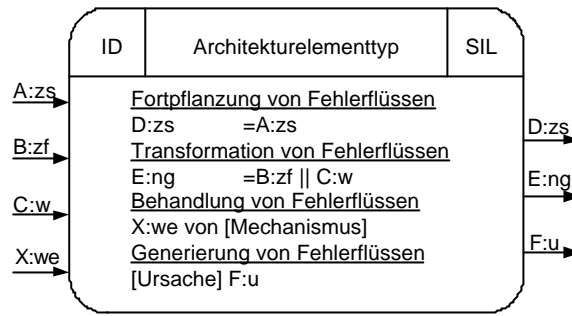 ID Architekturelementtyp SIL
A:zs
Fortpflanzung von Fehlerflüssen
D:zs =A:zs
D:zs
B:zf
Transformation von Fehlerflüssen
E:ng =B:zf || C:w
E:ng
C:w
Behandlung von Fehlerflüssen
X:we von [Mechanismus]
X:we
Generierung von Fehlerflüssen
F:u
[Ursache] F:u